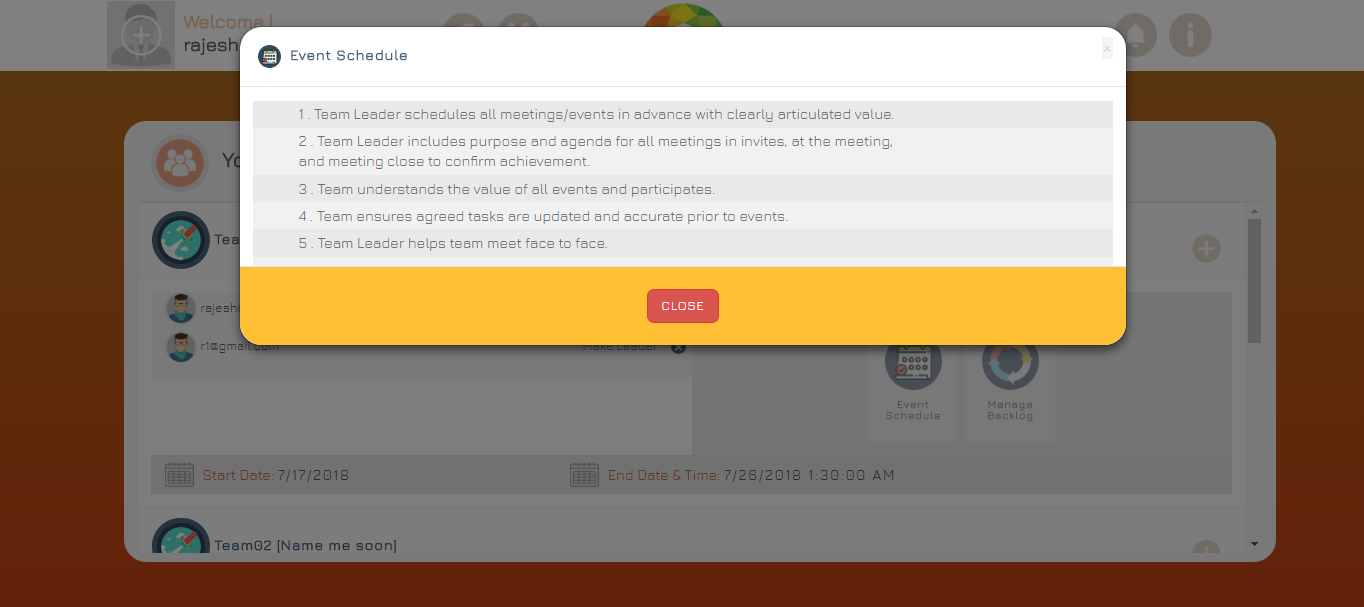 Welcome !
rajesh
Event Schedule
×
1 . Team Leader schedules all meetings/events in advance with clearly articulated value.
2 . Team Leader includes purpose and agenda for all meetings in invites, at the meeting,
and meeting close to confirm achievement.
3 . Team understands the value of all events and participates.
4 . Team ensures agreed tasks are updated and accurate prior to events.
5 . Team Leader helps team meet face to face.
CLOSE
Yo
Tea
rajesh
r1@gmail.com
Make Leader
Event
Schedule
Manage
Backlog
Start Date: 7/17/2018
End Date & Time: 7/26/2018 1:30:00 AM
Team02 [Name me soon]